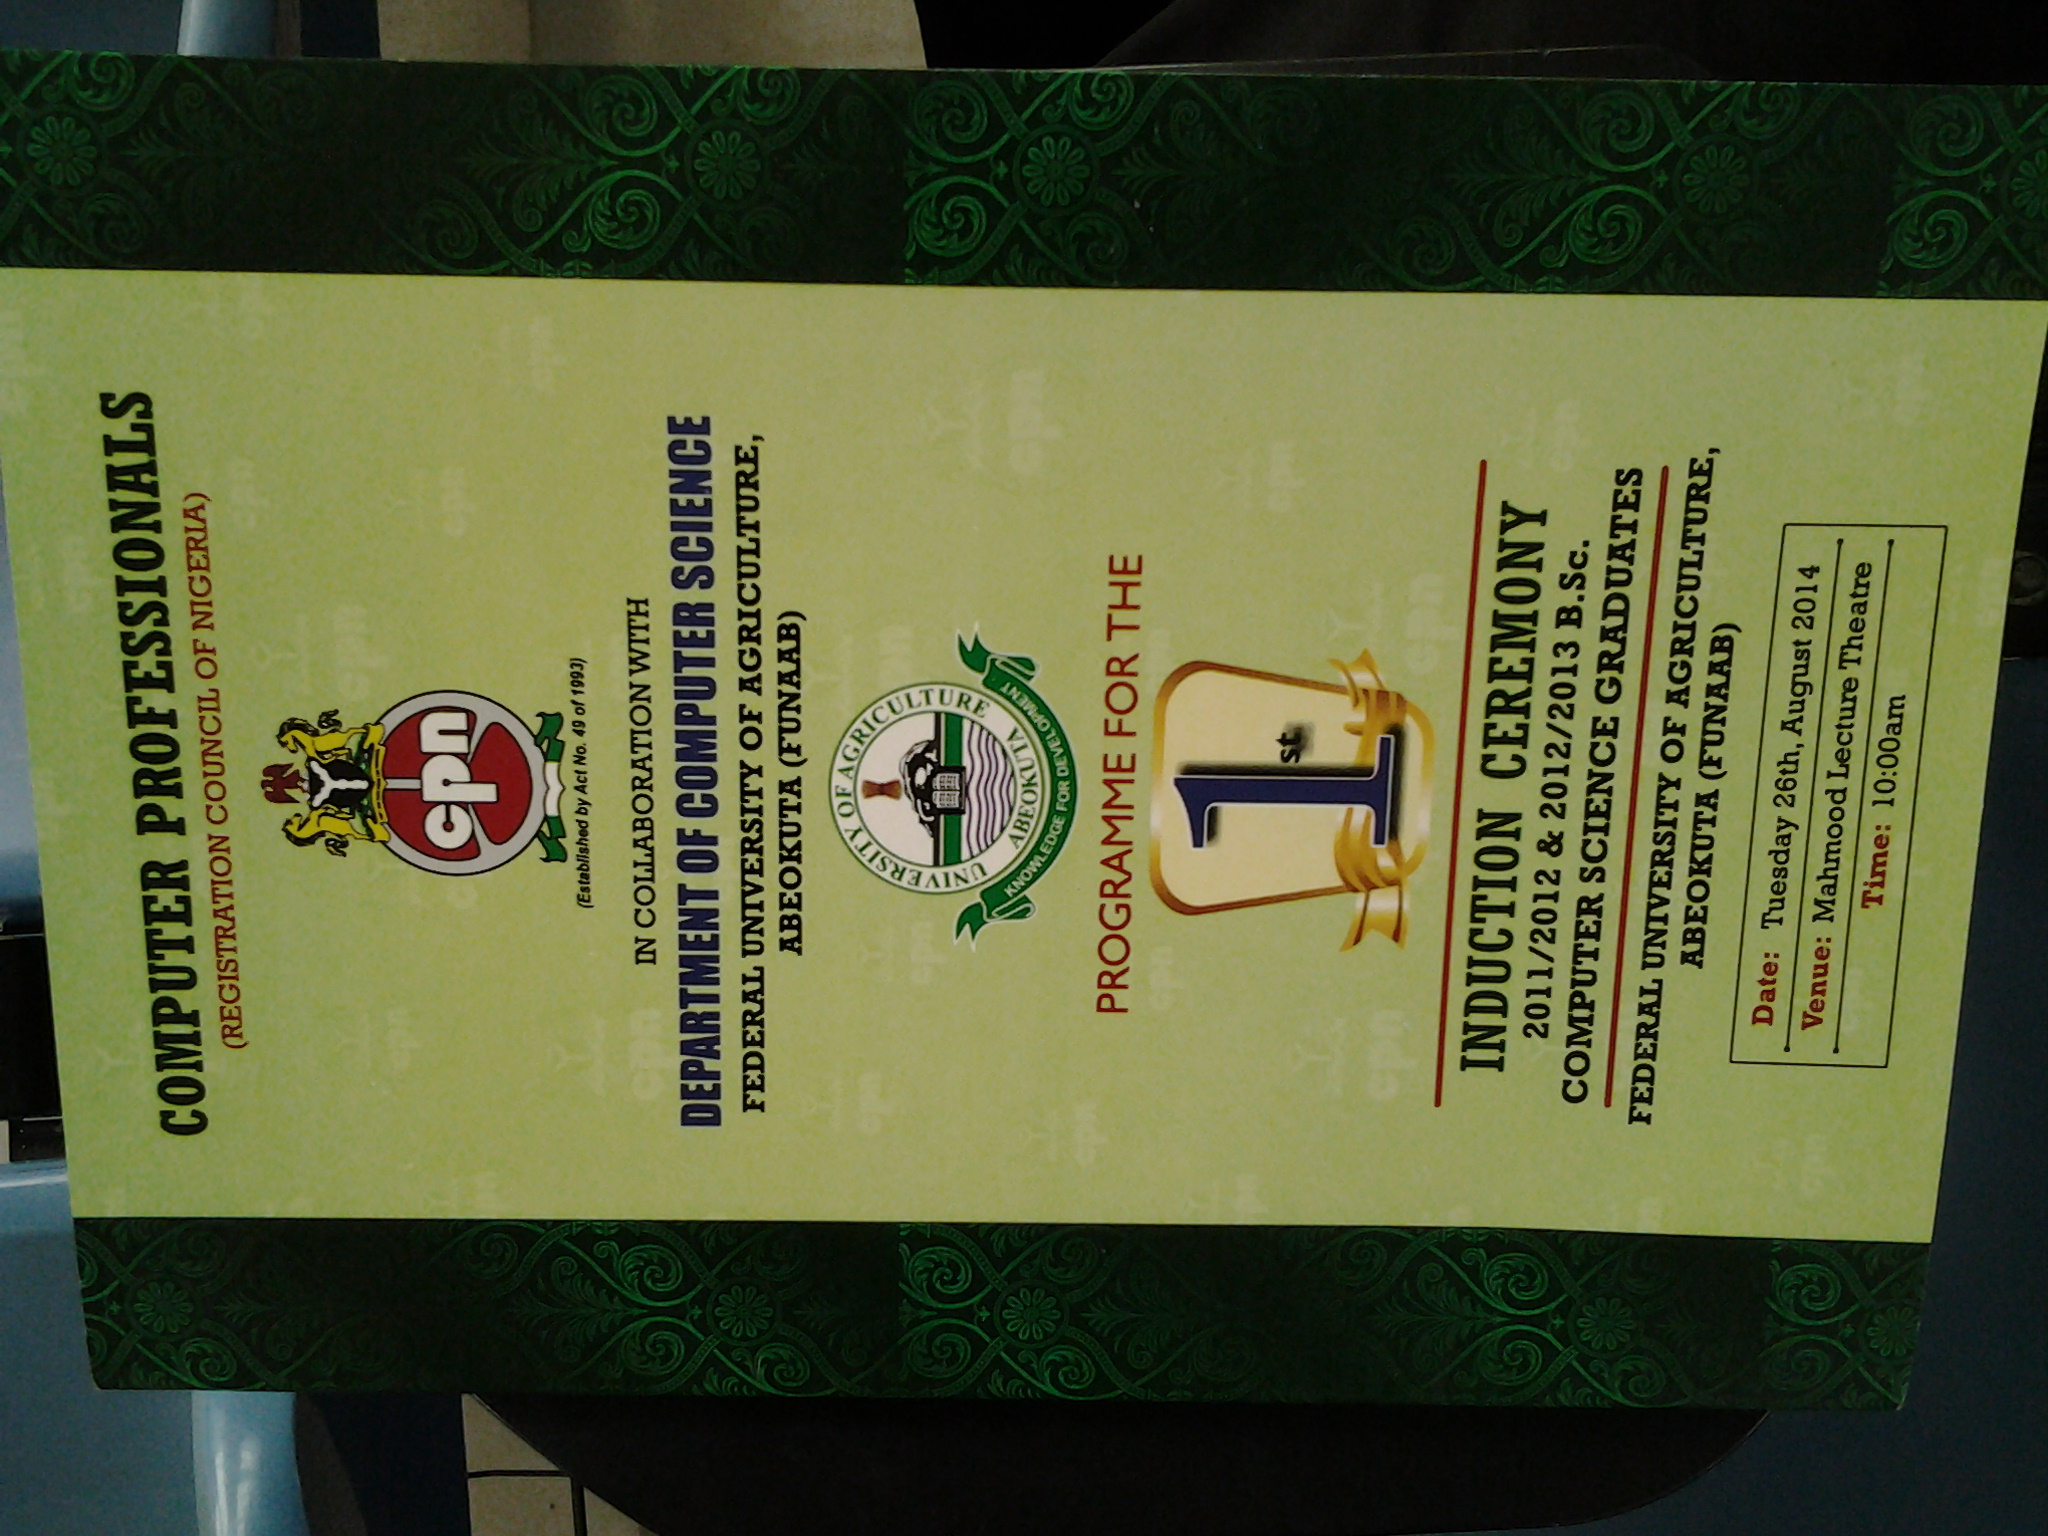 COMPUTER PROFESSIONALS
(REGISTRATION COUNCIL OF NIGERIA)
cpn
(Established by Act No. 49 of 1993)
IN COLLABORATION WITH
DEPARTMENT OF COMPUTER SCIENCE
FEDERAL UNIVERSITY OF AGRICULTURE,
ABEOKUTA (FUNAAB)
UNIVERSITY OF AGRICULTURE
ABEOKUTA
KNOWLEDGE FOR DEVELOPMENT
PROGRAMME FOR THE
1st
INDUCTION CEREMONY
2011/2012 & 2012/2013 B.Sc.
COMPUTER SCIENCE GRADUATES
FEDERAL UNIVERSITY OF AGRICULTURE,
ABEOKUTA (FUNAAB)
Date: Tuesday 26th, August 2014
Venue: Mahmood Lecture Theatre
Time: 10:00am